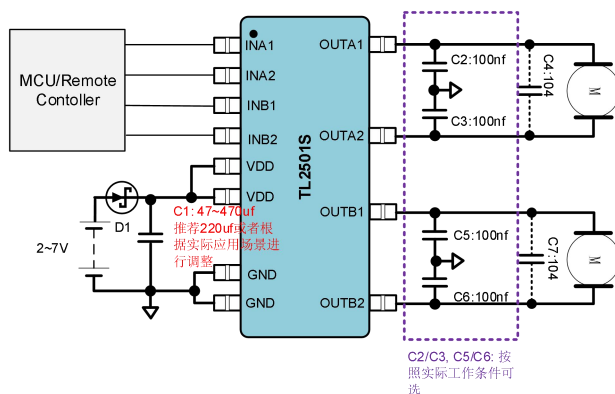 MCU/Remote
Contoller
INA1
INA2
INB1
INB2
VDD
VDD
GND
GND
TL2501S
OUTA1
OUTA2
OUTB1
OUTB2
C2:100nf
C3:100nf
C4:104
M
C5:100nf
C6:100nf
C7:104
M
D1
2~7V
C1: 47~470uf
推荐220uf或者根
据实际应用场景进
行调整
C2/C3, C5/C6: 按
照实际工作条件可
选